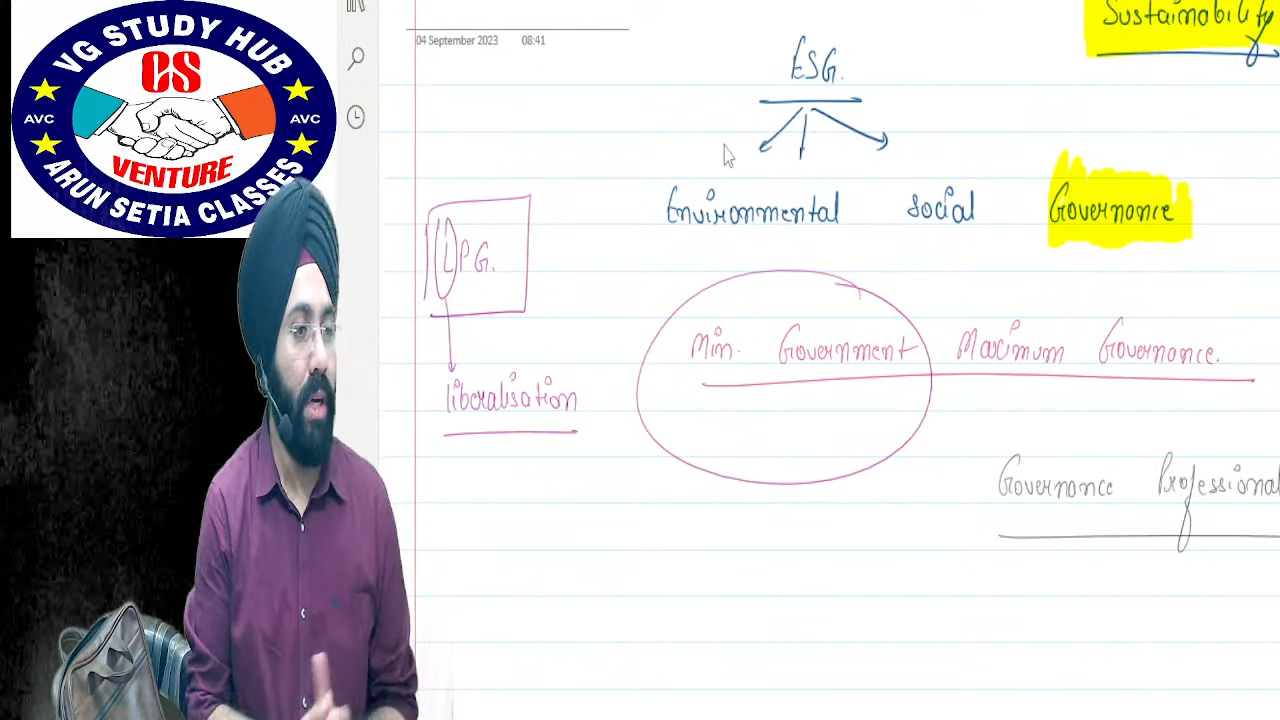 VG STUDY HUB
CS
AVC
AVC
VENTURE
ARUN SETIA CLASSES
04 September 2023 08:41
Sustainability
ESG.
Environmental Social Governance
LPG.
Min. Government Maximum Governance.
liberalisation
Governance Professional